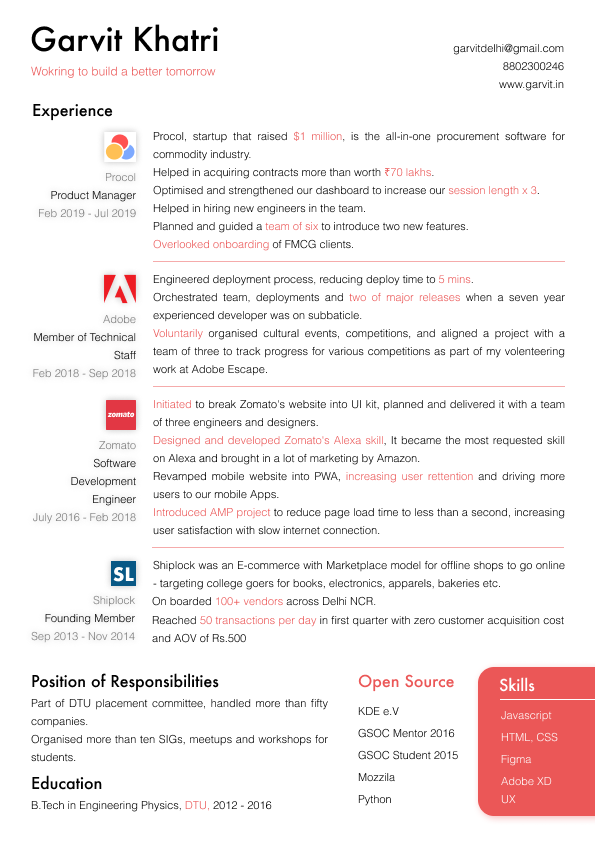 Garvit Khatri
Wokring to build a better tomorrow
garvitdelhi@gmail.com
8802300246
www.garvit.in
Experience
Procol
Product Manager
Feb 2019 - Jul 2019
Procol, startup that raised $1 million, is the all-in-one procurement software for
commodity industry.
Helped in acquiring contracts more than worth ₹70 lakhs.
Optimised and strengthened our dashboard to increase our session length x 3.
Helped in hiring new engineers in the team.
Planned and guided a team of six to introduce two new features.
Overlooked onboarding of FMCG clients.
Adobe
Member of Technical
Staff
Feb 2018 - Sep 2018
Engineered deployment process, reducing deploy time to 5 mins.
Orchestrated team, deployments and two of major releases when a seven year
experienced developer was on subbaticle.
Voluntarily organised cultural events, competitions, and aligned a project with a
team of three to track progress for various competitions as part of my volenteering
work at Adobe Escape.
zomato
Zomato
Software
Development
Engineer
July 2016 - Feb 2018
Initiated to break Zomato's website into UI kit, planned and delivered it with a team
of three engineers and designers.
Designed and developed Zomato's Alexa skill, It became the most requested skill
on Alexa and brought in a lot of marketing by Amazon.
Revamped mobile website into PWA, increasing user rettention and driving more
users to our mobile Apps.
Introduced AMP project to reduce page load time to less than a second, increasing
user satisfaction with slow internet connection.
SL
Shiplock
Founding Member
Sep 2013 - Nov 2014
Shiplock was an E-commerce with Marketplace model for offline shops to go online
- targeting college goers for books, electronics, apparels, bakeries etc.
On boarded 100+ vendors across Delhi NCR.
Reached 50 transactions per day in first quarter with zero customer acquisition cost
and AOV of Rs.500
Position of Responsibilities
Part of DTU placement committee, handled more than fifty
companies.
Organised more than ten SIGs, meetups and workshops for
students.
Education
B.Tech in Engineering Physics, DTU, 2012 - 2016
Open Source
KDE e.V
GSOC Mentor 2016
GSOC Student 2015
Mozzila
Python
Skills
Javascript
HTML, CSS
Figma
Adobe XD
UX